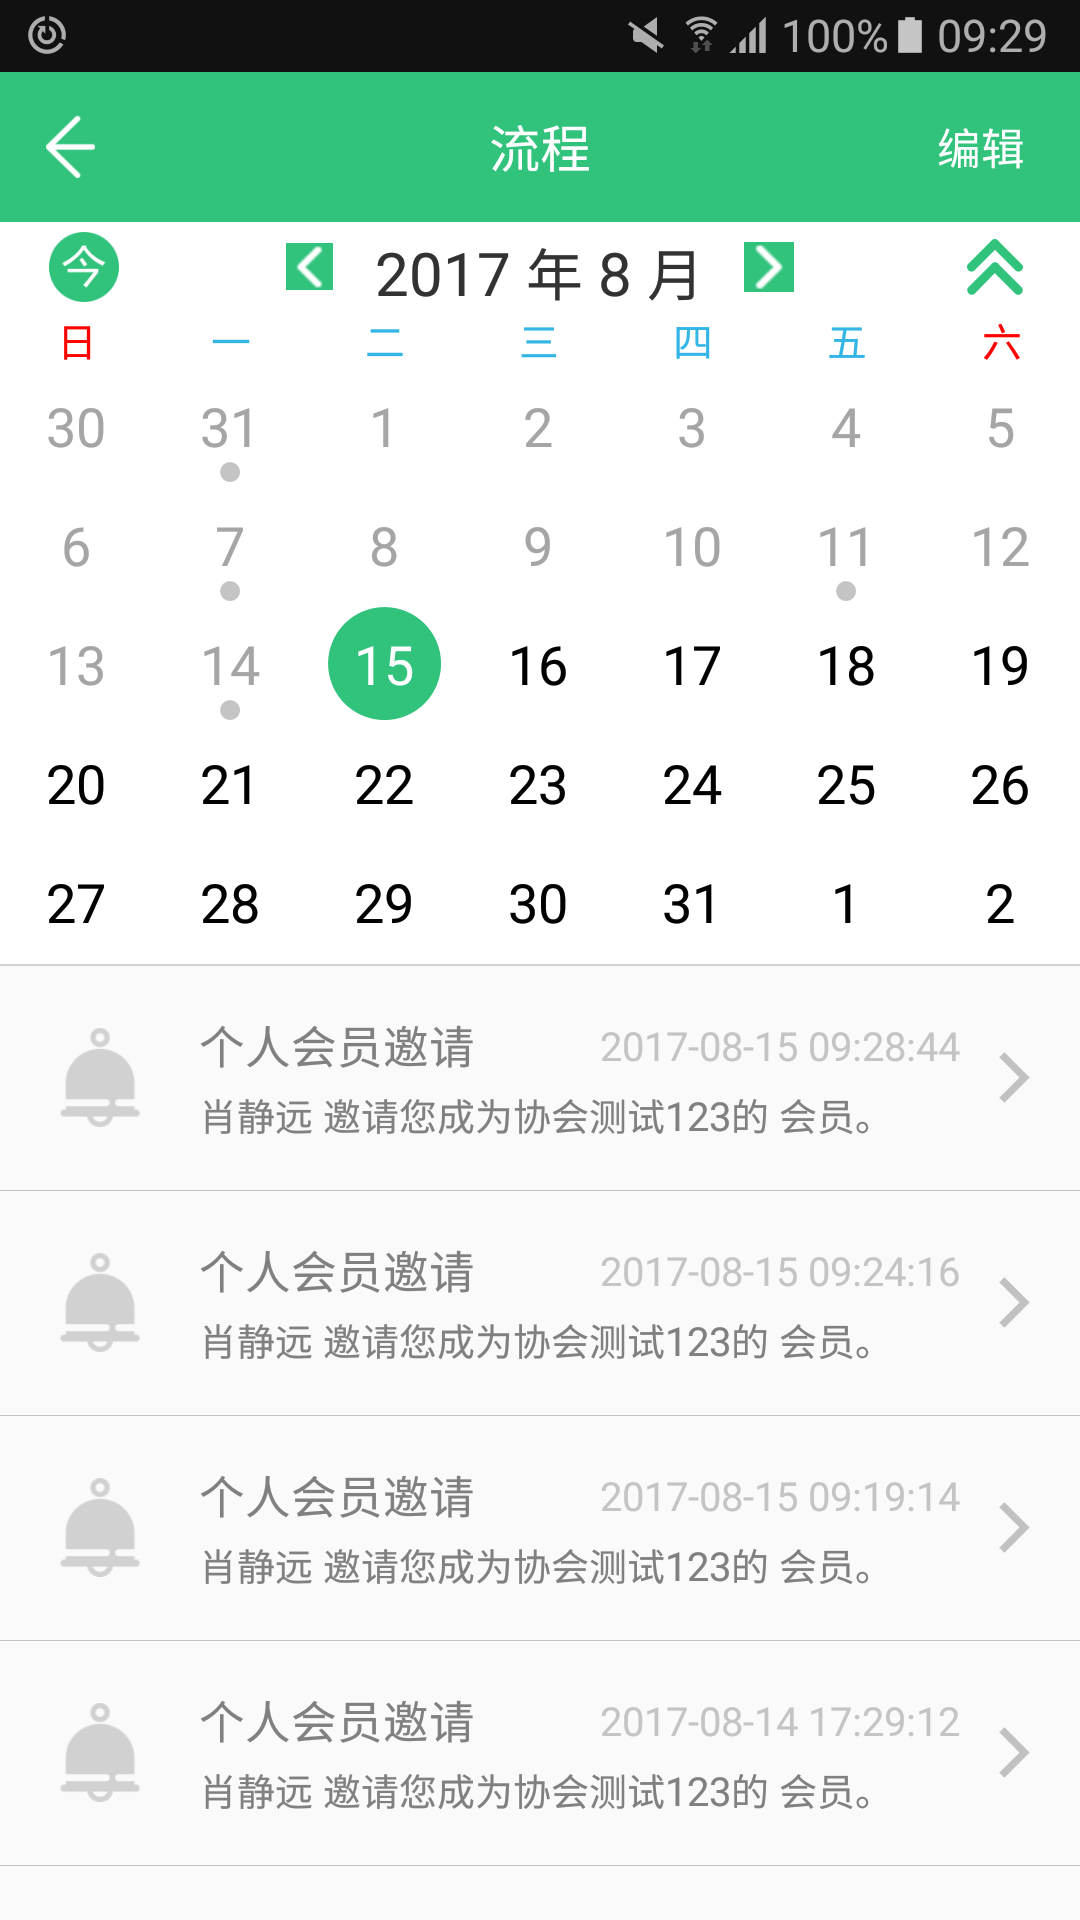 100% 09:29
流程 编辑
今 2017 年 8 月
日 一 二 三 四 五 六
30 31 1 2 3 4 5
6 7 8 9 10 11 12
13 14 15 16 17 18 19
20 21 22 23 24 25 26
27 28 29 30 31 1 2
个人会员邀请 2017-08-15 09:28:44
肖静远 邀请您成为协会测试123的 会员。
个人会员邀请 2017-08-15 09:24:16
肖静远 邀请您成为协会测试123的 会员。
个人会员邀请 2017-08-15 09:19:14
肖静远 邀请您成为协会测试123的 会员。
个人会员邀请 2017-08-14 17:29:12
肖静远 邀请您成为协会测试123的 会员。